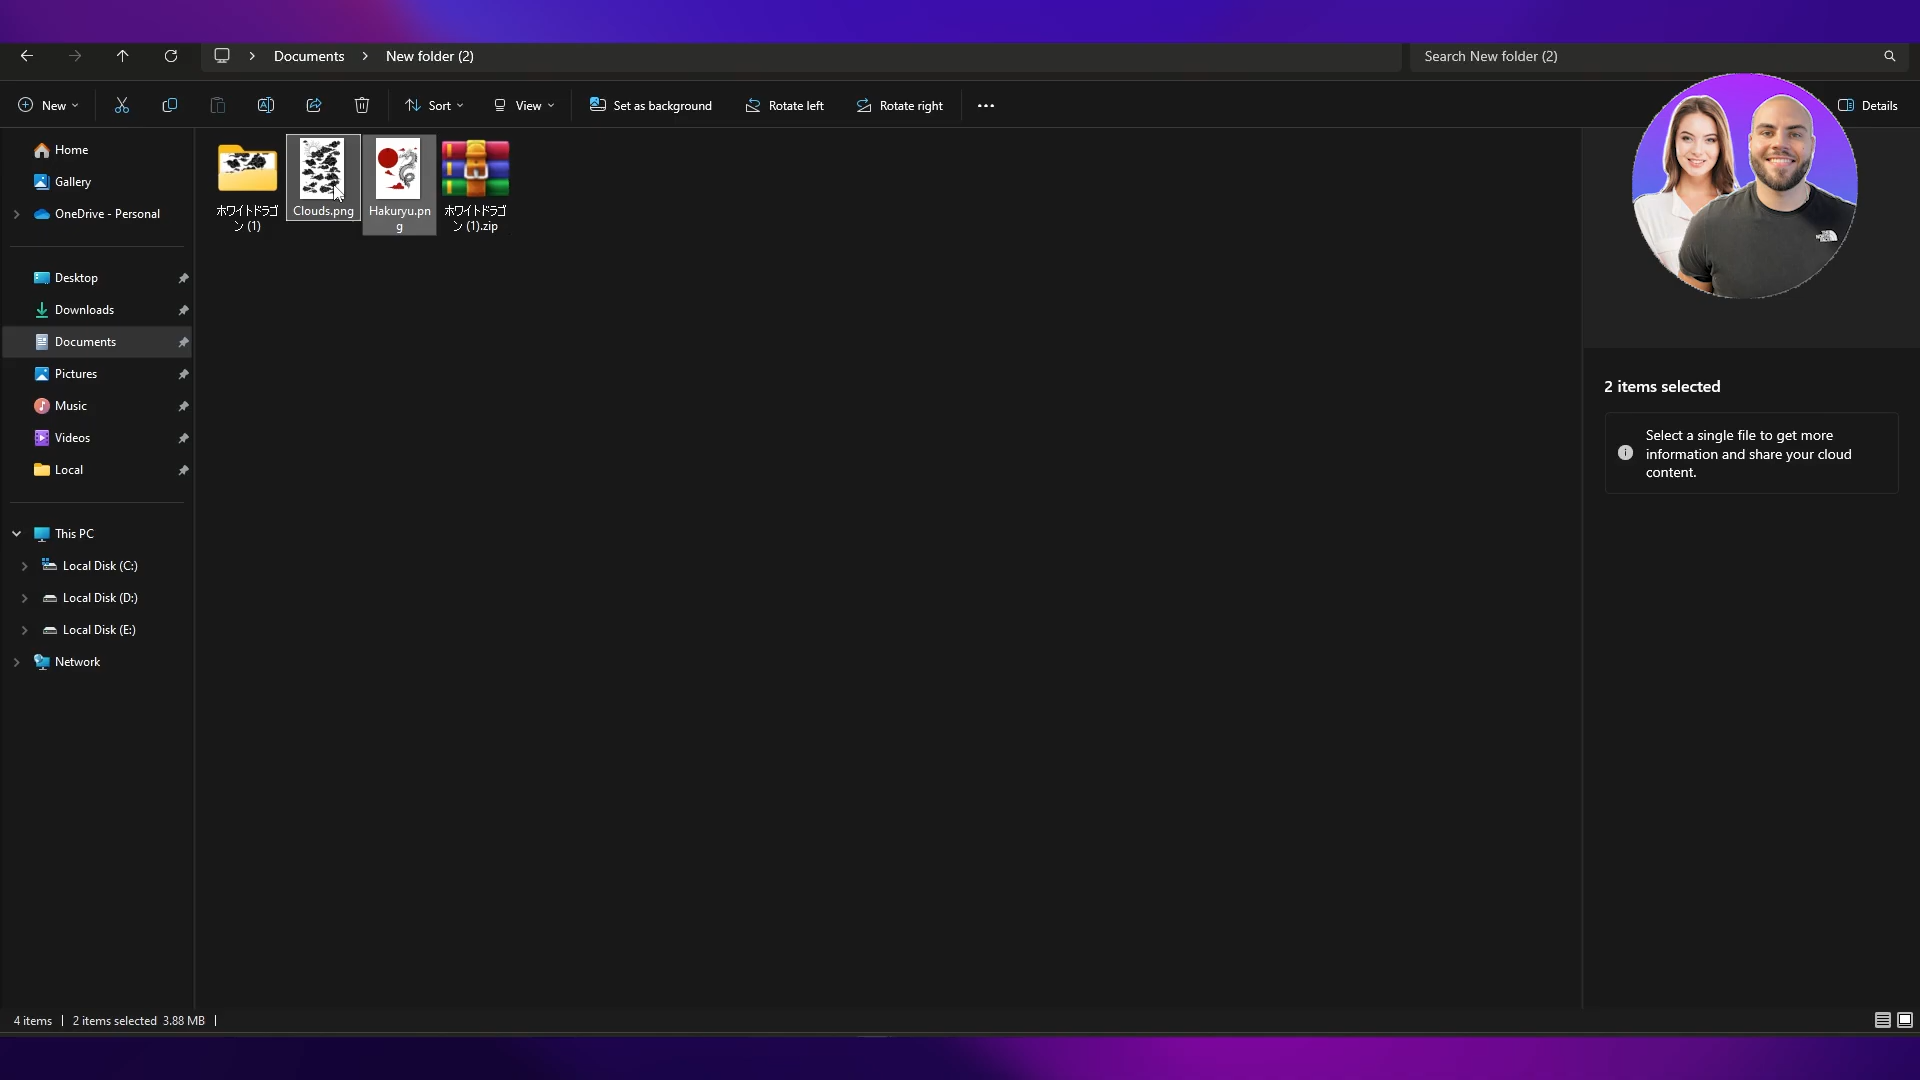 Documents
New folder (2)
Search New folder (2)
New
Sort
View
Set as background
Rotate left
Rotate right
Details
Home
Gallery
OneDrive - Personal
Desktop
Downloads
Documents
Pictures
Music
Videos
Local
This PC
Local Disk (C:)
Local Disk (D:)
Local Disk (E:)
Network
ホワイトドラゴ
ン (1)
Clouds.png
Hakuryu.pn
g
ホワイトドラゴ
ン (1).zip
2 items selected
Select a single file to get more
information and share your cloud
content.
4 items
2 items selected 3.88 MB